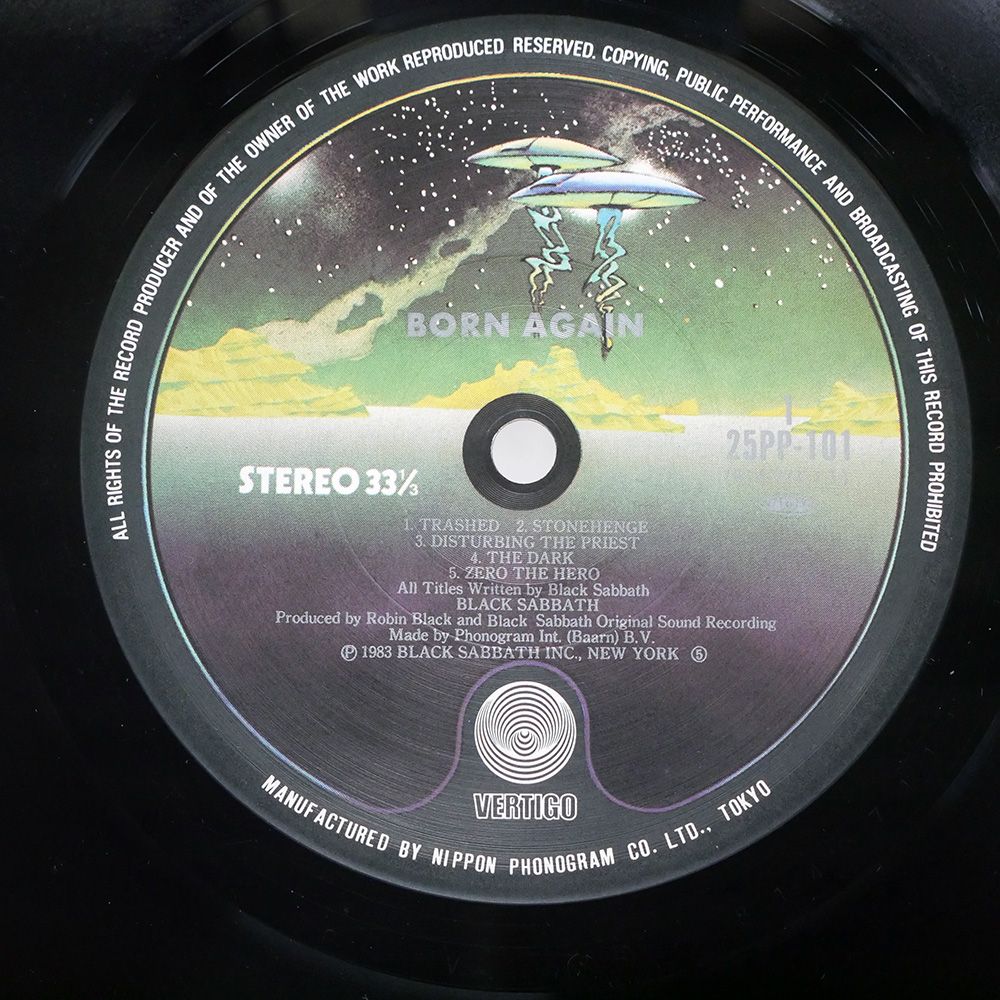 ALL RIGHTS OF THE RECORD PRODUCER AND OF THE OWNER OF THE WORK REPRODUCED RESERVED. COPYING, PUBLIC PERFORMANCE AND BROADCASTING OF THIS RECORD PROHIBITED
BORN AGAIN
1
25PP-101
STEREO 33⅓
1. TRASHED 2. STONEHENGE
3. DISTURBING THE PRIEST
4. THE DARK
5. ZERO THE HERO
All Titles Written by Black Sabbath
BLACK SABBATH
Produced by Robin Black and Black Sabbath Original Sound Recording
Made by Phonogram Int. (Baarn) B.V.
Ⓟ 1983 BLACK SABBATH INC., NEW YORK ⑤
VERTIGO
MANUFACTURED BY NIPPON PHONOGRAM CO. LTD., TOKYO